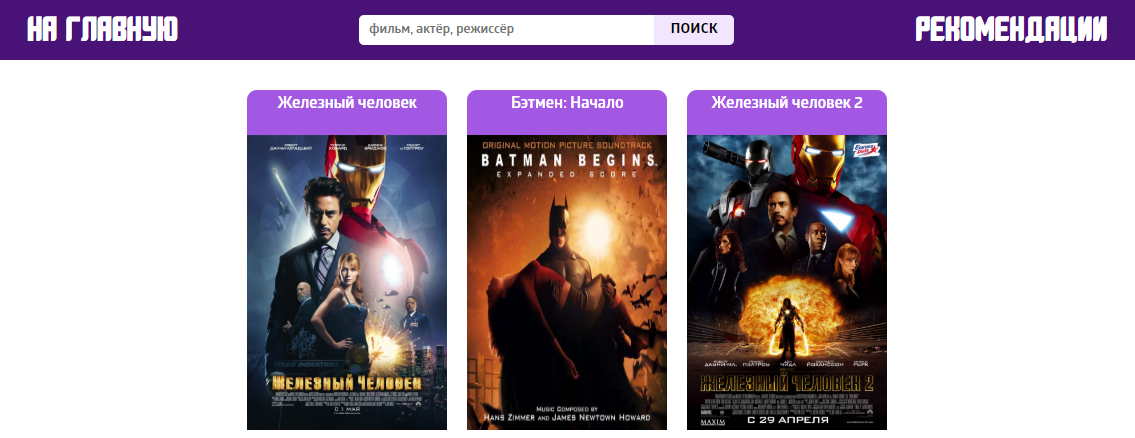 НА ГЛАВНУЮ
фильм, актёр, режиссёр
ПОИСК
РЕКОМЕНДАЦИИ
Железный человек
Бэтмен: Начало
Железный человек 2
ORIGINAL MOTION PICTURE SOUNDTRACK
BATMAN BEGINS
EXPANDED SCORE
ЖЕЛЕЗНЫЙ ЧЕЛОВЕК
С 1 МАЯ
MUSIC COMPOSED BY
HANS ZIMMER AND JAMES NEWTOWN HOWARD
ЖЕЛЕЗНЫЙ ЧЕЛОВЕК 2
MAXIM
С 29 АПРЕЛЯ